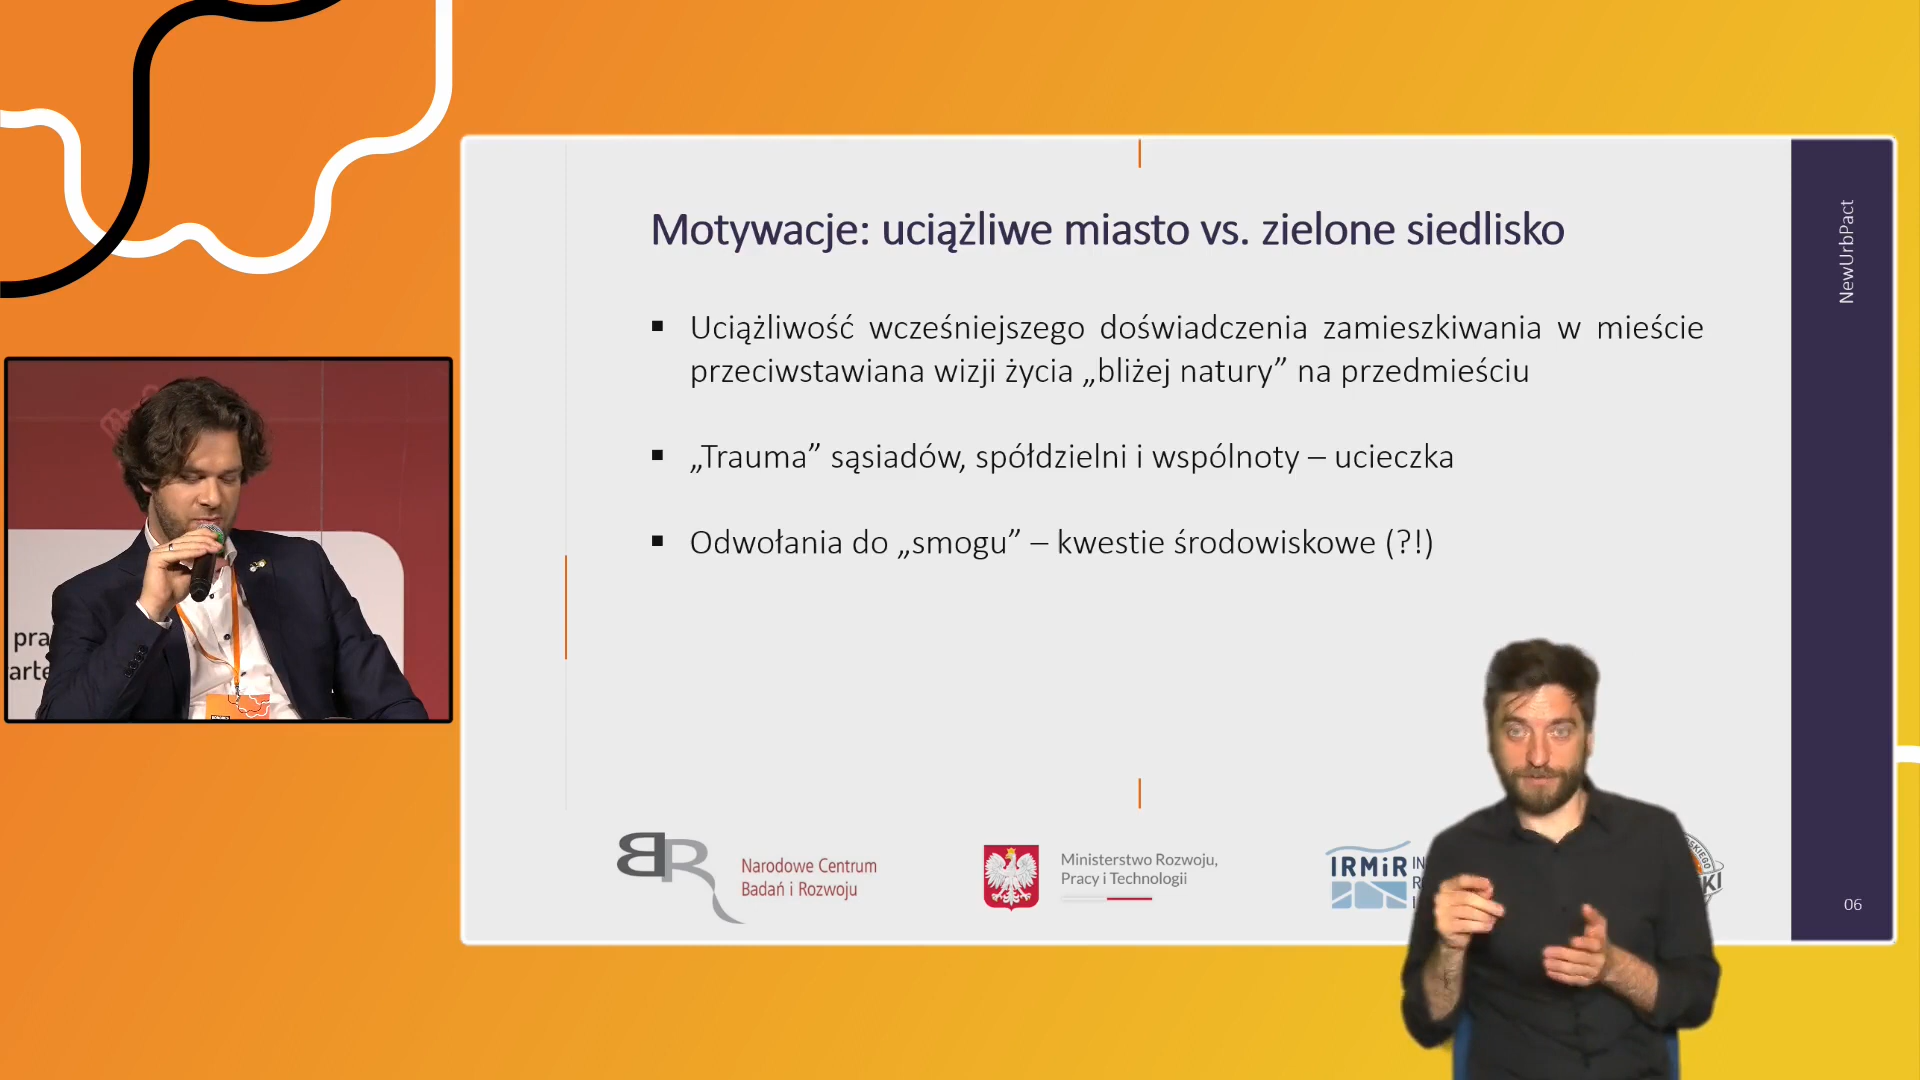 Motywacje: uciążliwe miasto vs. zielone siedlisko
▪ Uciążliwość wcześniejszego doświadczenia zamieszkiwania w mieście
przeciwstawiana wizji życia „bliżej natury” na przedmieściu
▪ „Trauma” sąsiadów, spółdzielni i wspólnoty – ucieczka
▪ Odwołania do „smogu” – kwestie środowiskowe (?!)
NewUrbPact
pra
arte
BR
Narodowe Centrum
Badań i Rozwoju
Ministerstwo Rozwoju,
Pracy i Technologii
IRMiR
06